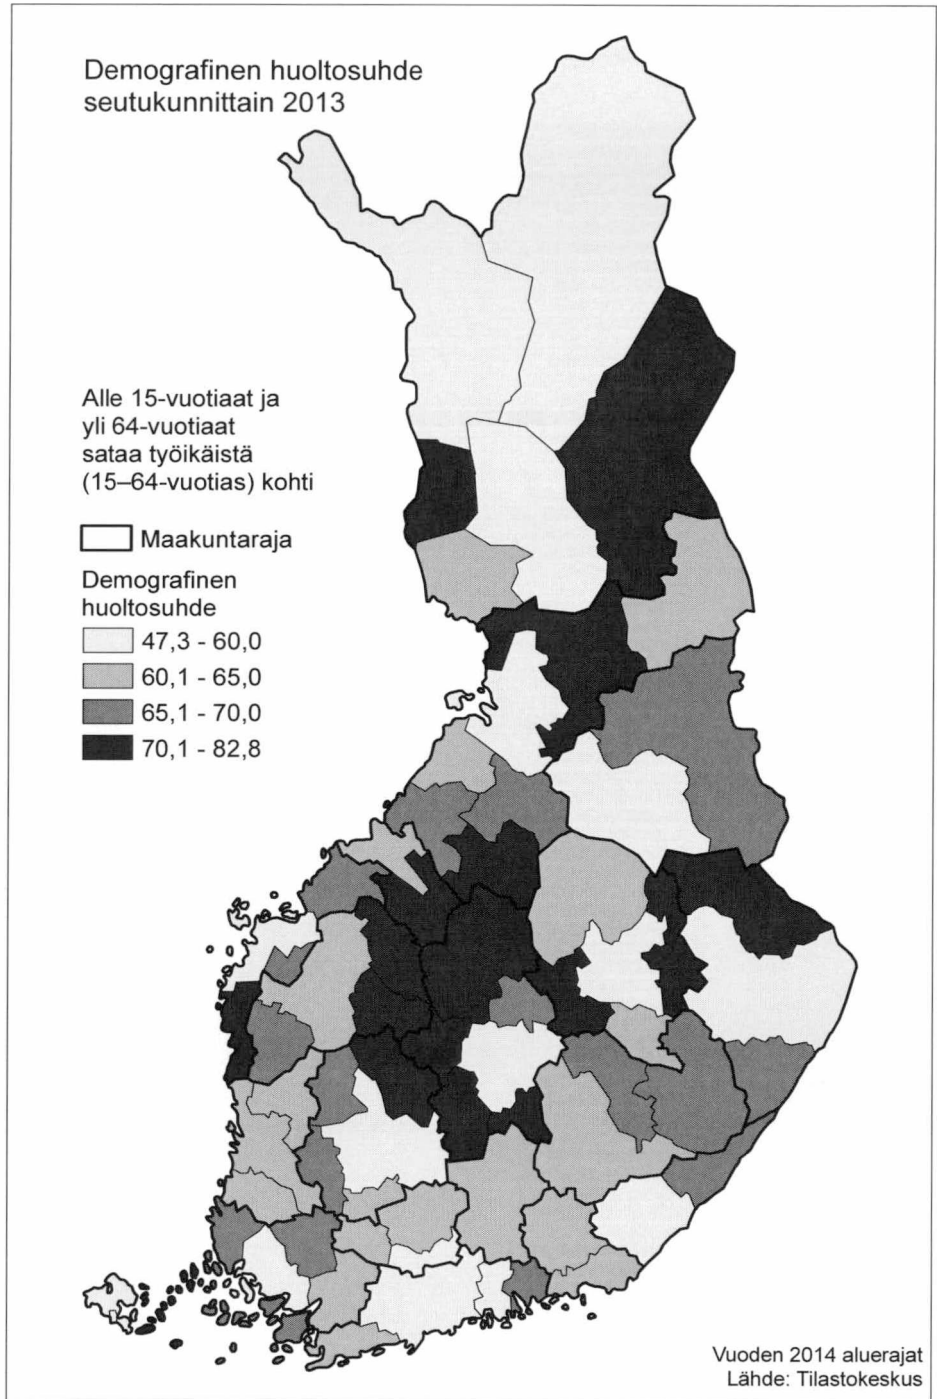 Demografinen huoltosuhde
seutukunnittain 2013
Alle 15-vuotiaat ja
yli 64-vuotiaat
sataa työikäistä
(15–64-vuotias) kohti
Maakuntaraja
Demografinen
huoltosuhde
47,3 - 60,0
60,1 - 65,0
65,1 - 70,0
70,1 - 82,8
Vuoden 2014 aluerajat
Lähde: Tilastokeskus